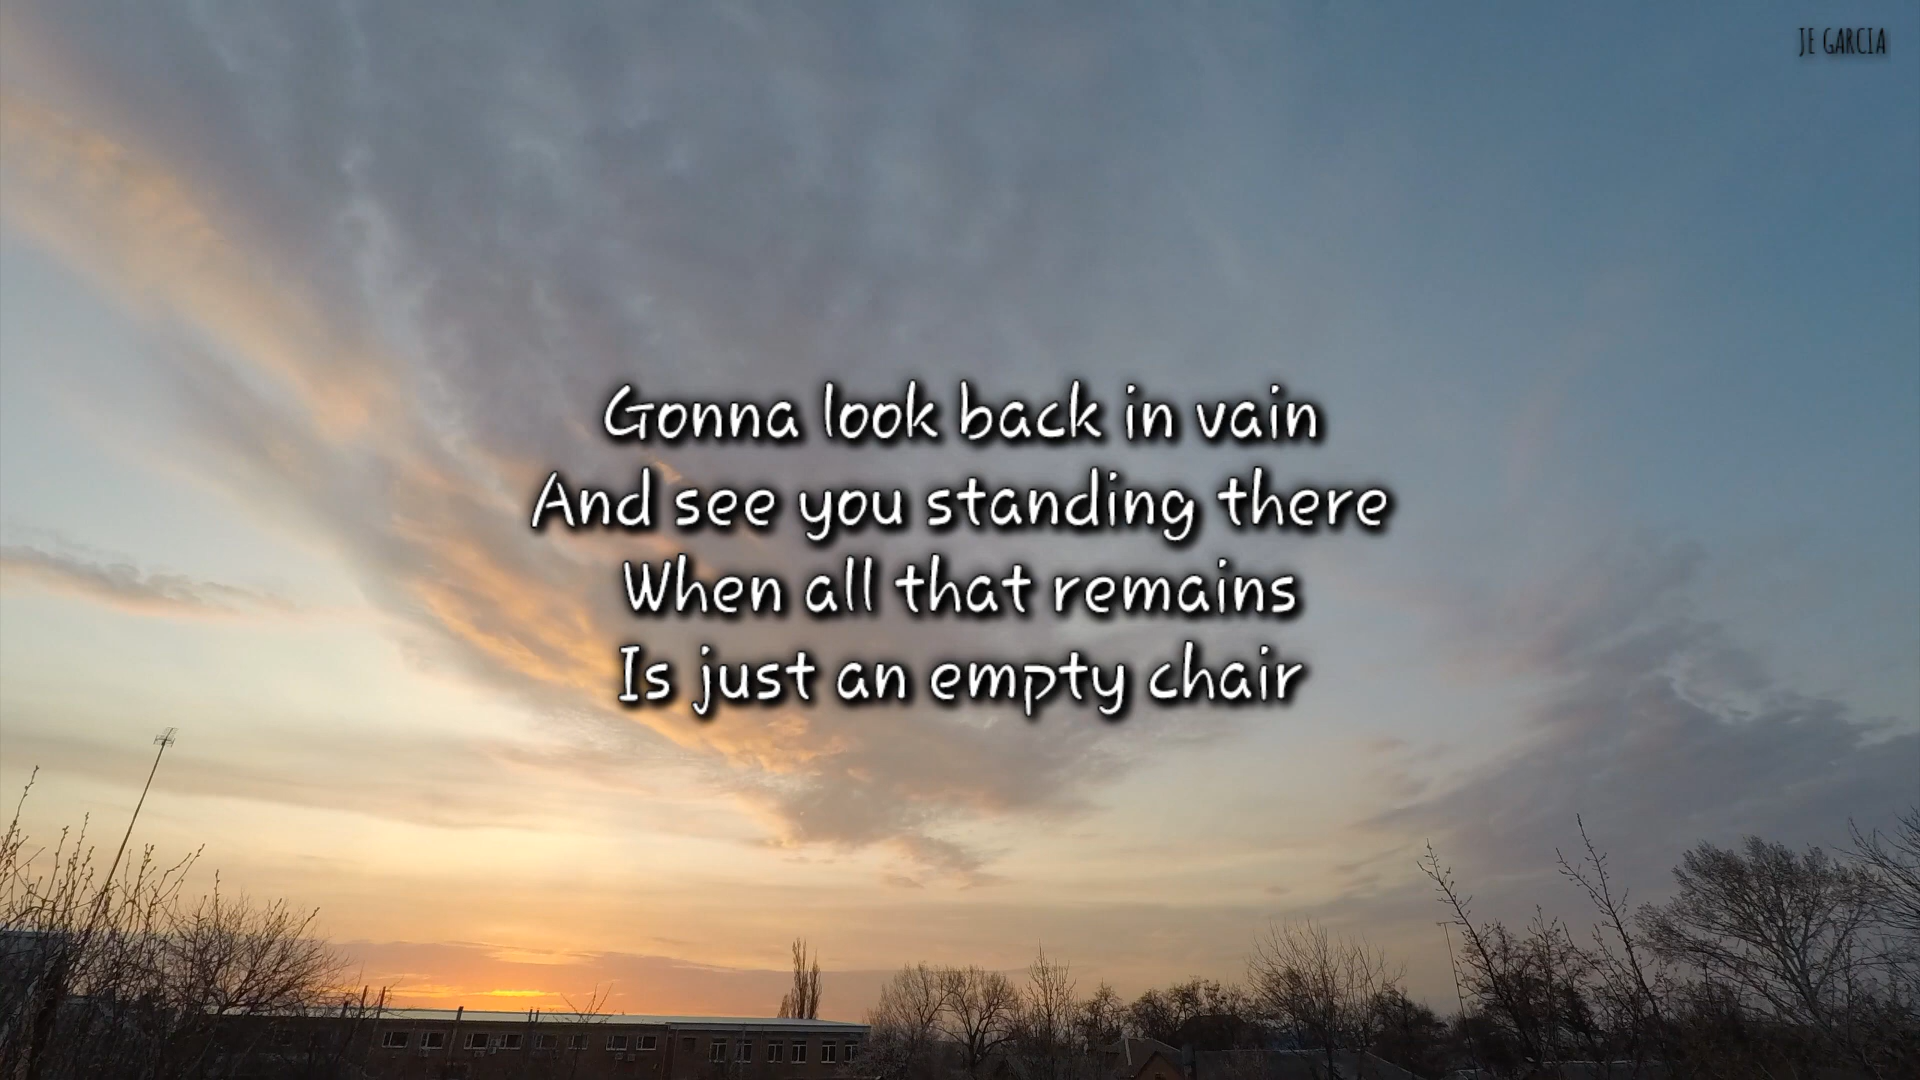 JE GARCIA
Gonna look back in vain
And see you standing there
When all that remains
Is just an empty chair